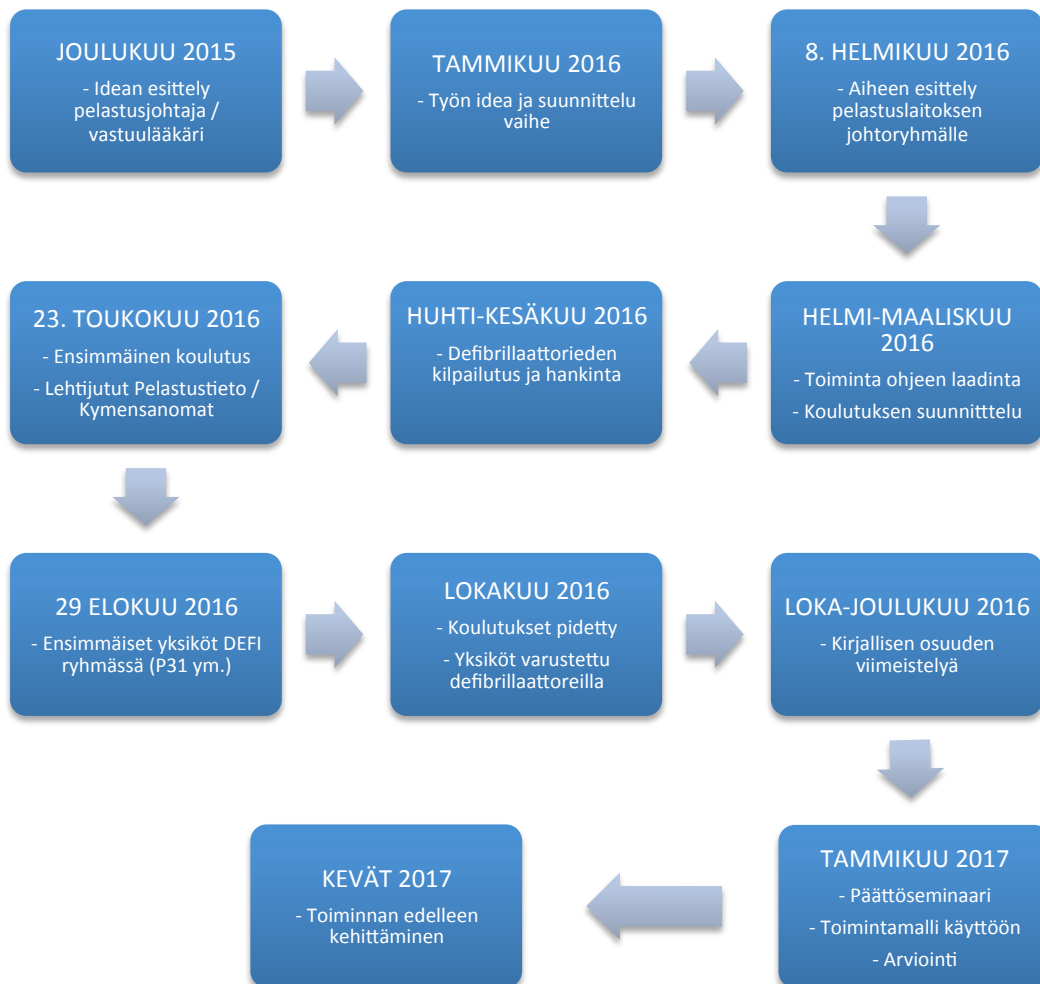 JOULUKUU 2015
- Idean esittely
pelastusjohtaja /
vastuulääkäri
TAMMIKUU 2016
- Työn idea ja suunnittelu
vaihe
8. HELMIKUU 2016
- Aiheen esittely
pelastuslaitoksen
johtoryhmälle
HELMI-MAALISKUU
2016
- Toiminta ohjeen laadinta
- Koulutuksen suunnitttelu
HUHTI-KESÄKUU 2016
- Defibrillaattorieden
kilpailutus ja hankinta
23. TOUKOKUU 2016
- Ensimmäinen koulutus
- Lehtijutut Pelastustieto /
Kymensanomat
29 ELOKUU 2016
- Ensimmäiset yksiköt DEFI
ryhmässä (P31 ym.)
LOKAKUU 2016
- Koulutukset pidetty
- Yksiköt varustettu
defibrillaattoreilla
LOKA-JOULUKUU 2016
- Kirjallisen osuuden
viimeistelyä
TAMMIKUU 2017
- Päättöseminaari
- Toimintamalli käyttöön
- Arviointi
KEVÄT 2017
- Toiminnan edelleen
kehittäminen